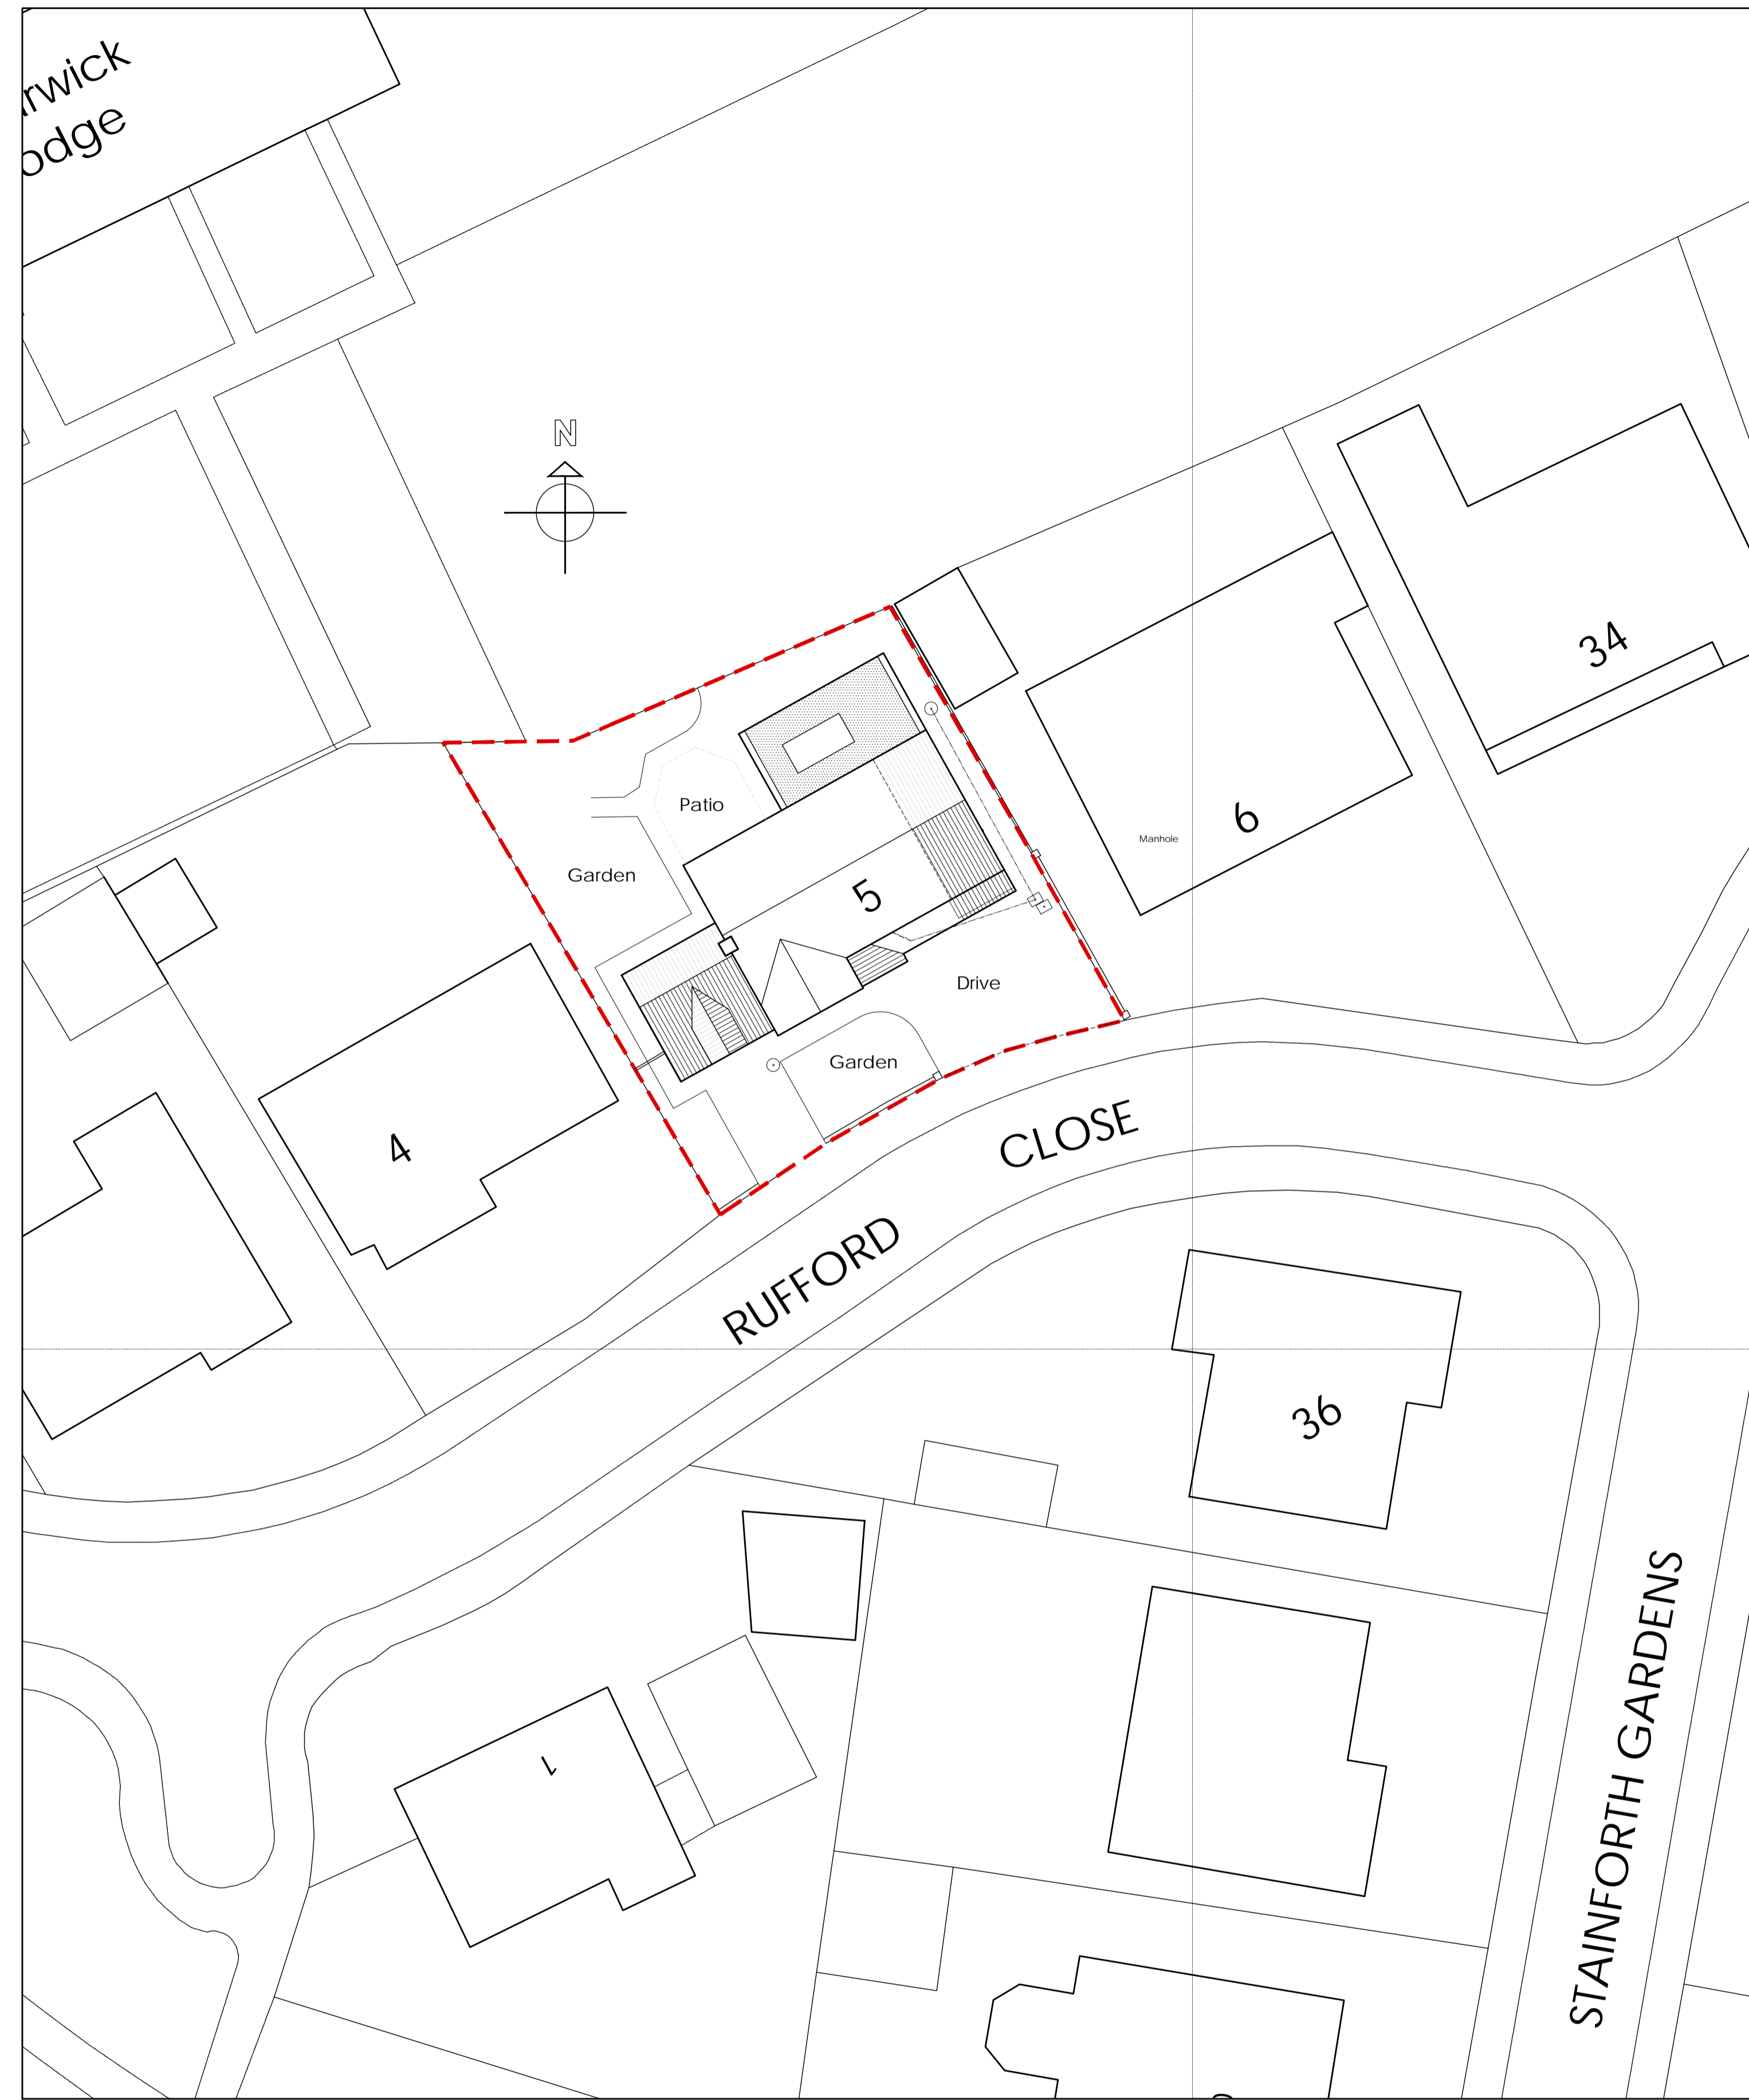 rwick
odge
N
34
6
Manhole
Patio
Garden
5
Drive
Garden
4
CLOSE
RUFFORD
36
1
STAINFORTH GARDENS